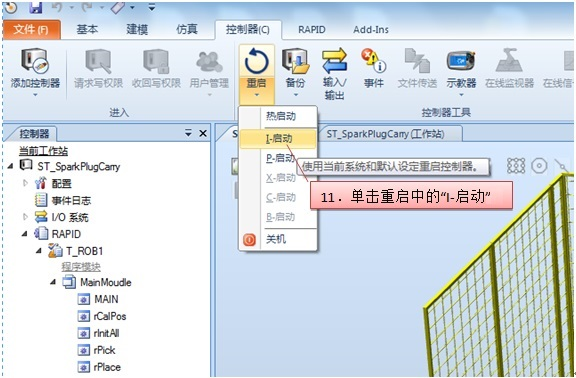 文件(F) 基本 建模 仿真 控制器(C) RAPID Add-Ins
添加控制器 请求写权限 收回写权限 用户管理 重启 备份 输入/输出 事件 文件传送 示教器 在线监视器
进入 控制器工具
控制器
当前工作站
ST_SparkPlugCarry
配置
事件日志
I/O 系统
RAPID
T_ROB1
程序模块
MainMoudle
MAIN
rCalPos
rInitAll
rPick
rPlace
热启动
I-启动
P-启动
X-启动
C-启动
B-启动
关机
ST_SparkPlugCarry (工作站)
使用当前系统和默认设定重启控制器。
11．单击重启中的“I-启动”